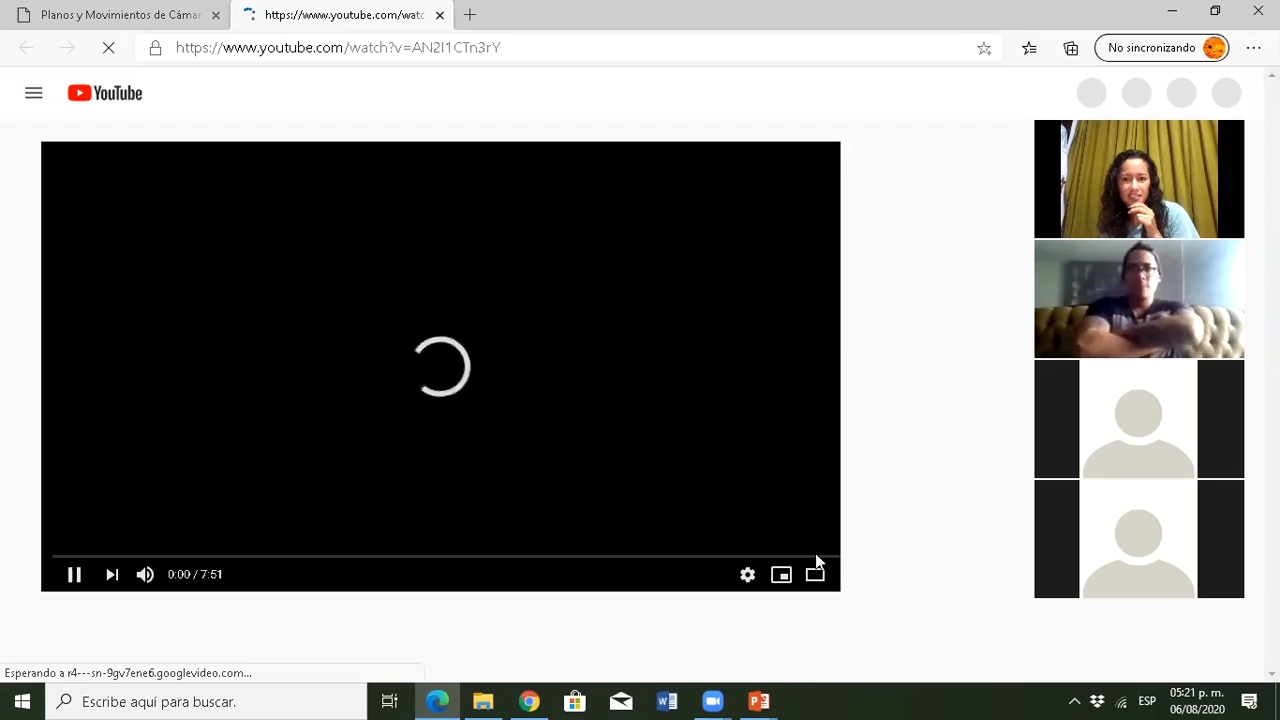 Planos y Movimientos de Cámar
https://www.youtube.com/watc
https://www.youtube.com/watch?v=AN2I1CTn3rY
No sincronizando
YouTube
0:00 / 7:51
Esperando a r4---sn-9gv7ene6.googlevideo.com...
Escribe aquí para buscar.
ESP
05:21 p. m.
06/08/2020